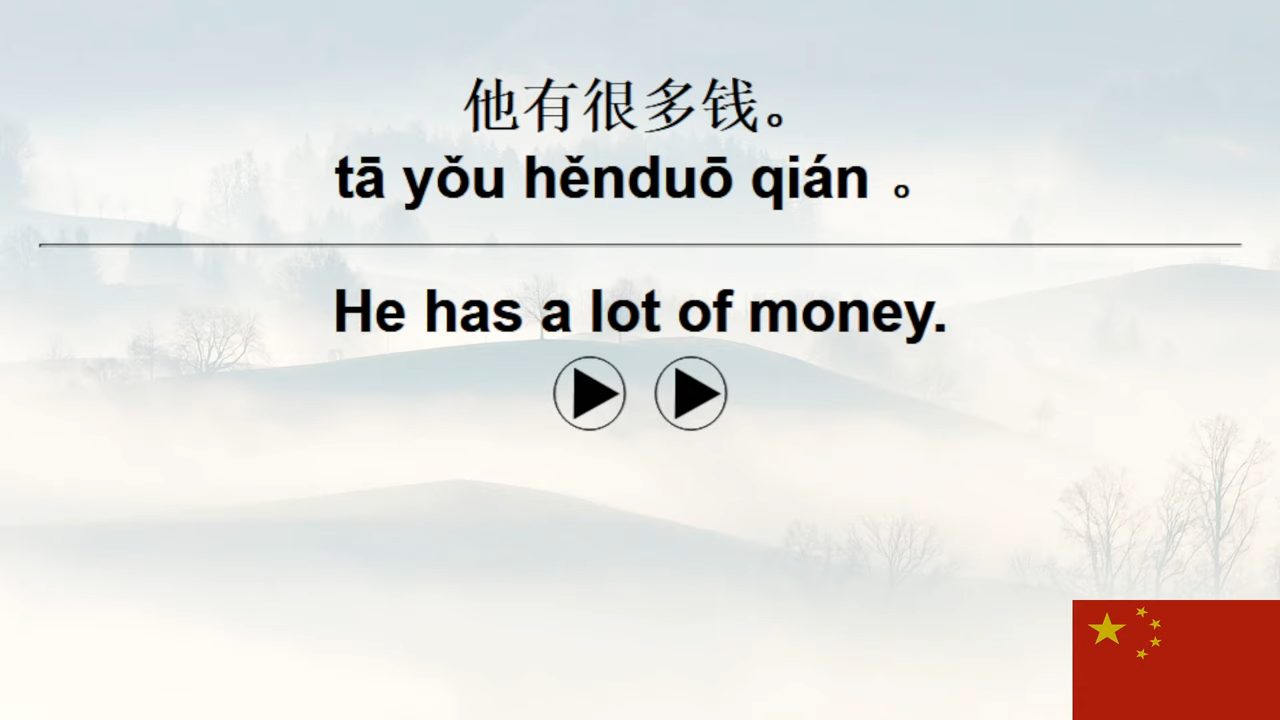 他有很多钱。
tā yǒu hěnduō qián 。
He has a lot of money.